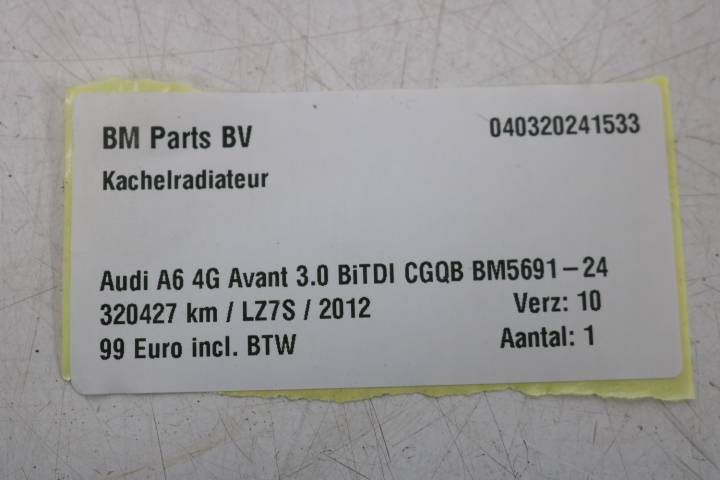 BM Parts BV 040320241533
Kachelradiateur
Audi A6 4G Avant 3.0 BiTDI CGQB BM5691-24
320427 km / LZ7S / 2012 Verz: 10
99 Euro incl. BTW Aantal: 1